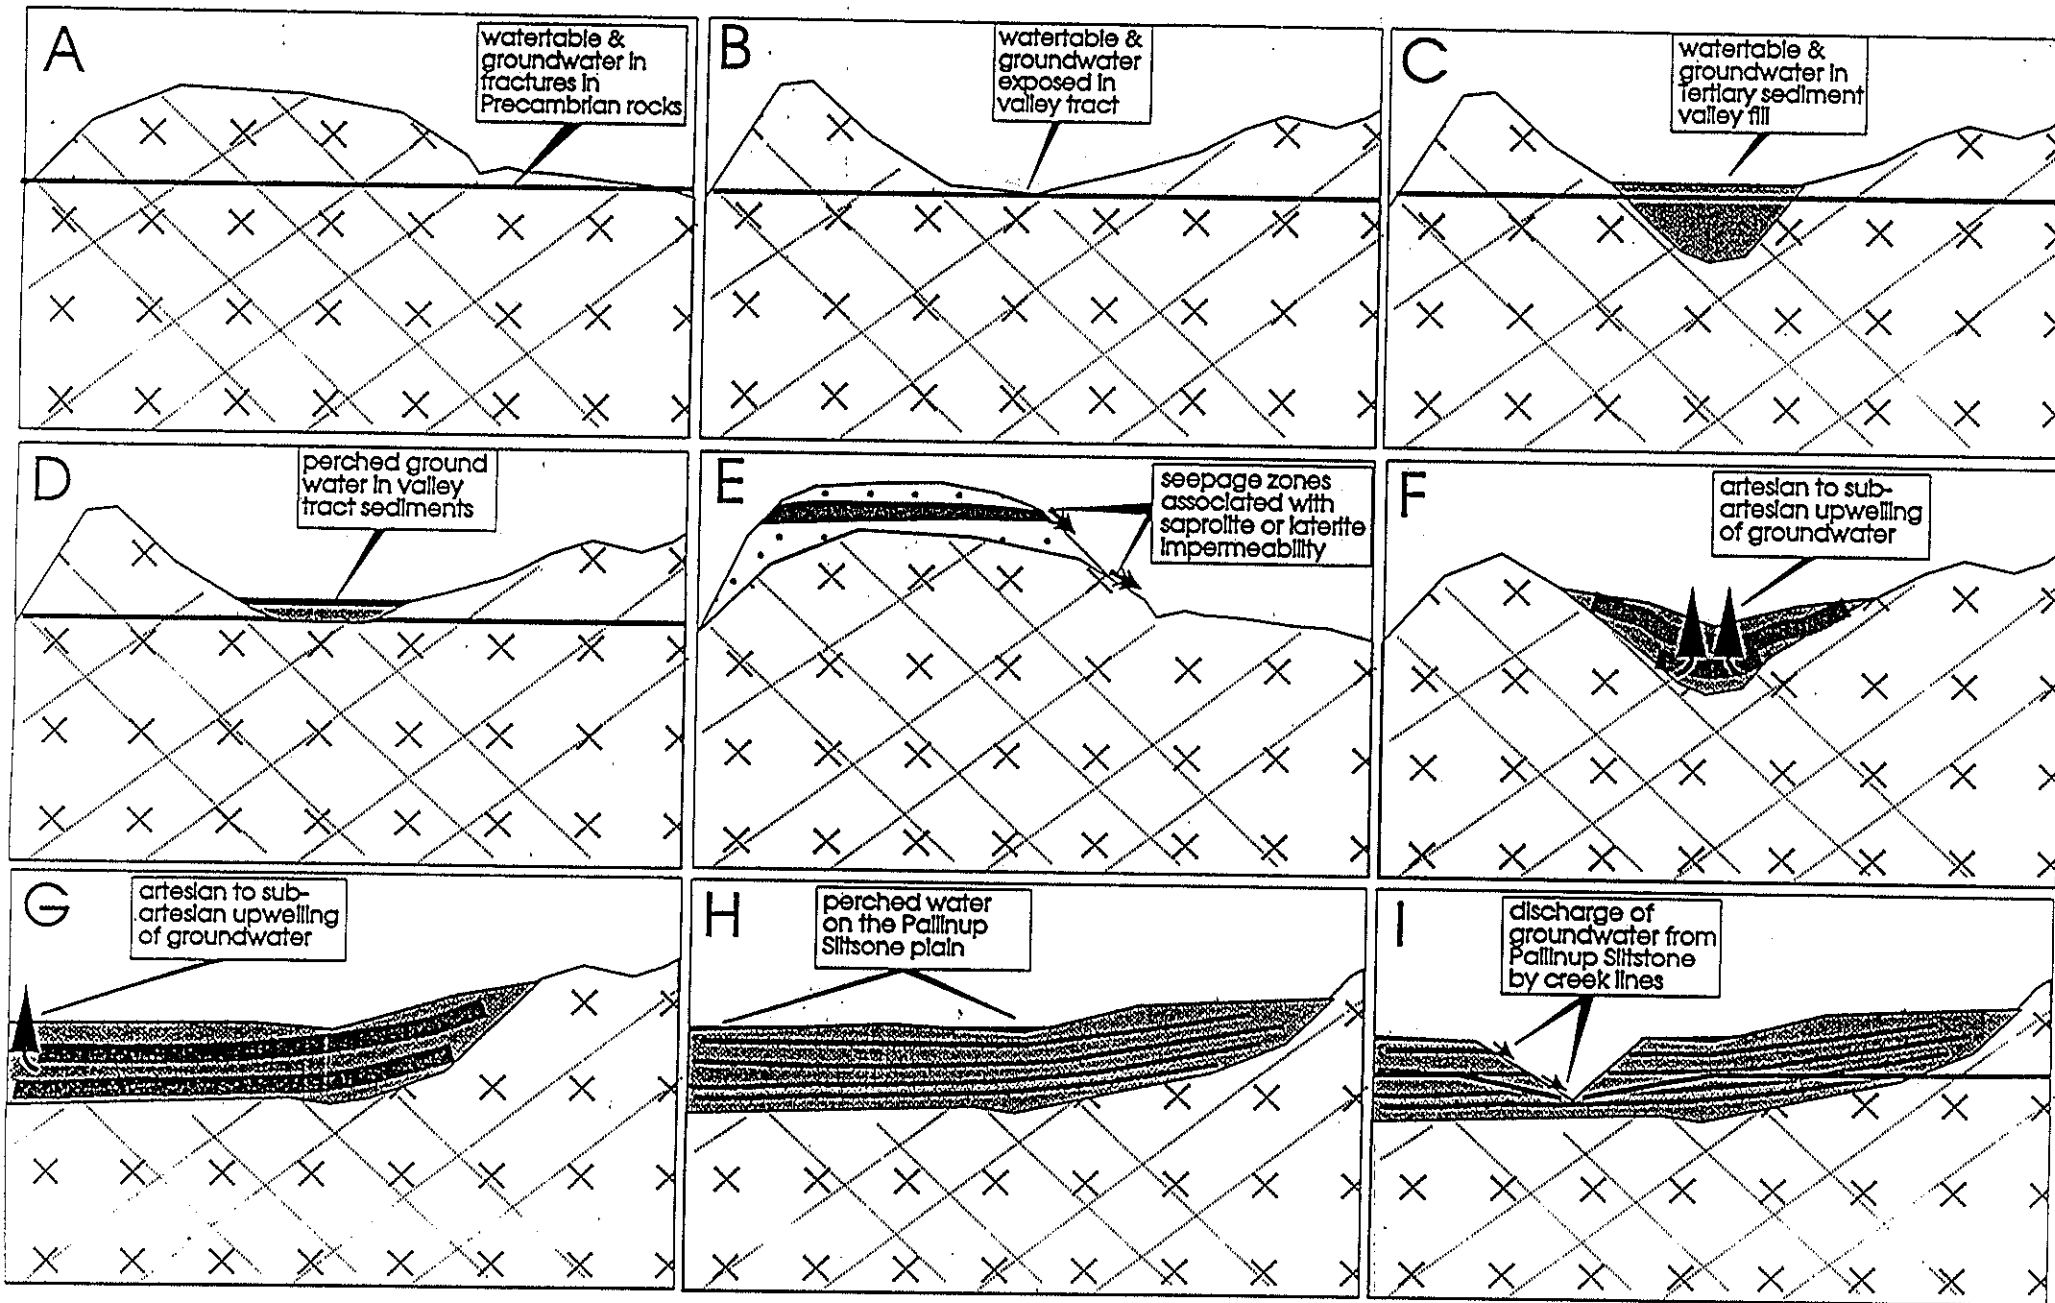 A
watertable &
groundwater in
fractures in
Precambrian rocks
B
watertable &
groundwater
exposed in
valley tract
C
watertable &
groundwater in
Tertiary sediment
valley fill
D
perched ground
water in valley
tract sediments
E
seepage zones
associated with
saprolite or laterite
impermeability
F
artesian to sub-
artesian upwelling
of groundwater
G
artesian to sub-
artesian upwelling
of groundwater
H
perched water
on the Pallinup
Siltsone plain
I
discharge of
groundwater from
Pallinup Siltstone
by creek lines